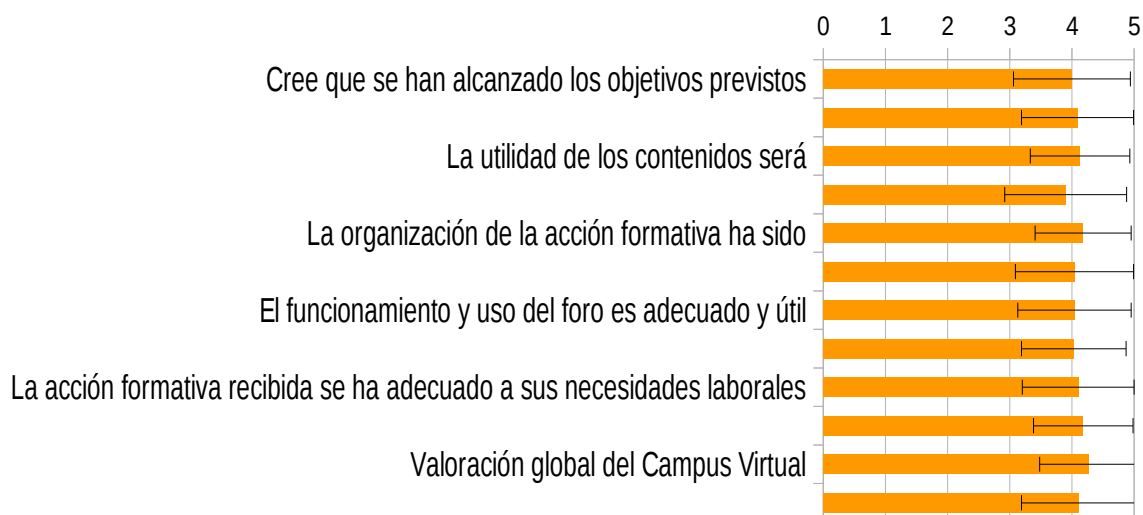 0 1 2 3 4 5
Cree que se han alcanzado los objetivos previstos
La utilidad de los contenidos será
La organización de la acción formativa ha sido
El funcionamiento y uso del foro es adecuado y útil
La acción formativa recibida se ha adecuado a sus necesidades laborales
Valoración global del Campus Virtual